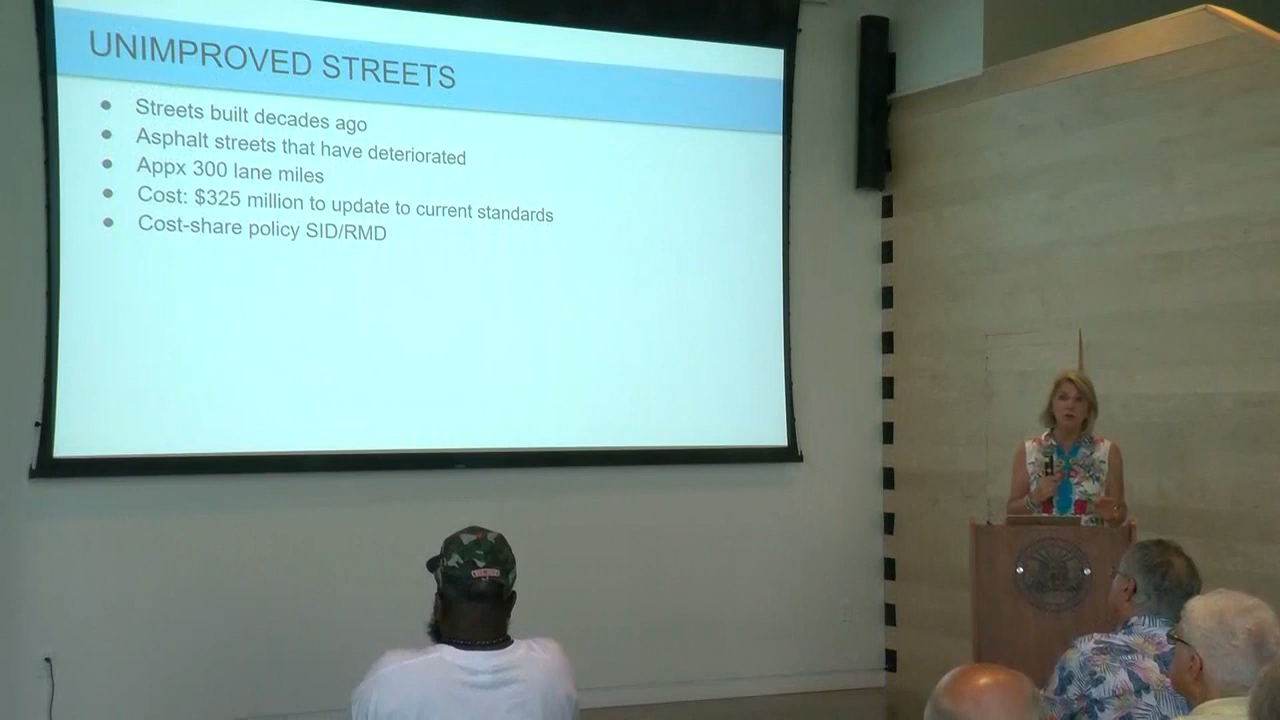 UNIMPROVED STREETS
● Streets built decades ago
● Asphalt streets that have deteriorated
● Appx 300 lane miles
● Cost: $325 million to update to current standards
● Cost-share policy SID/RMD